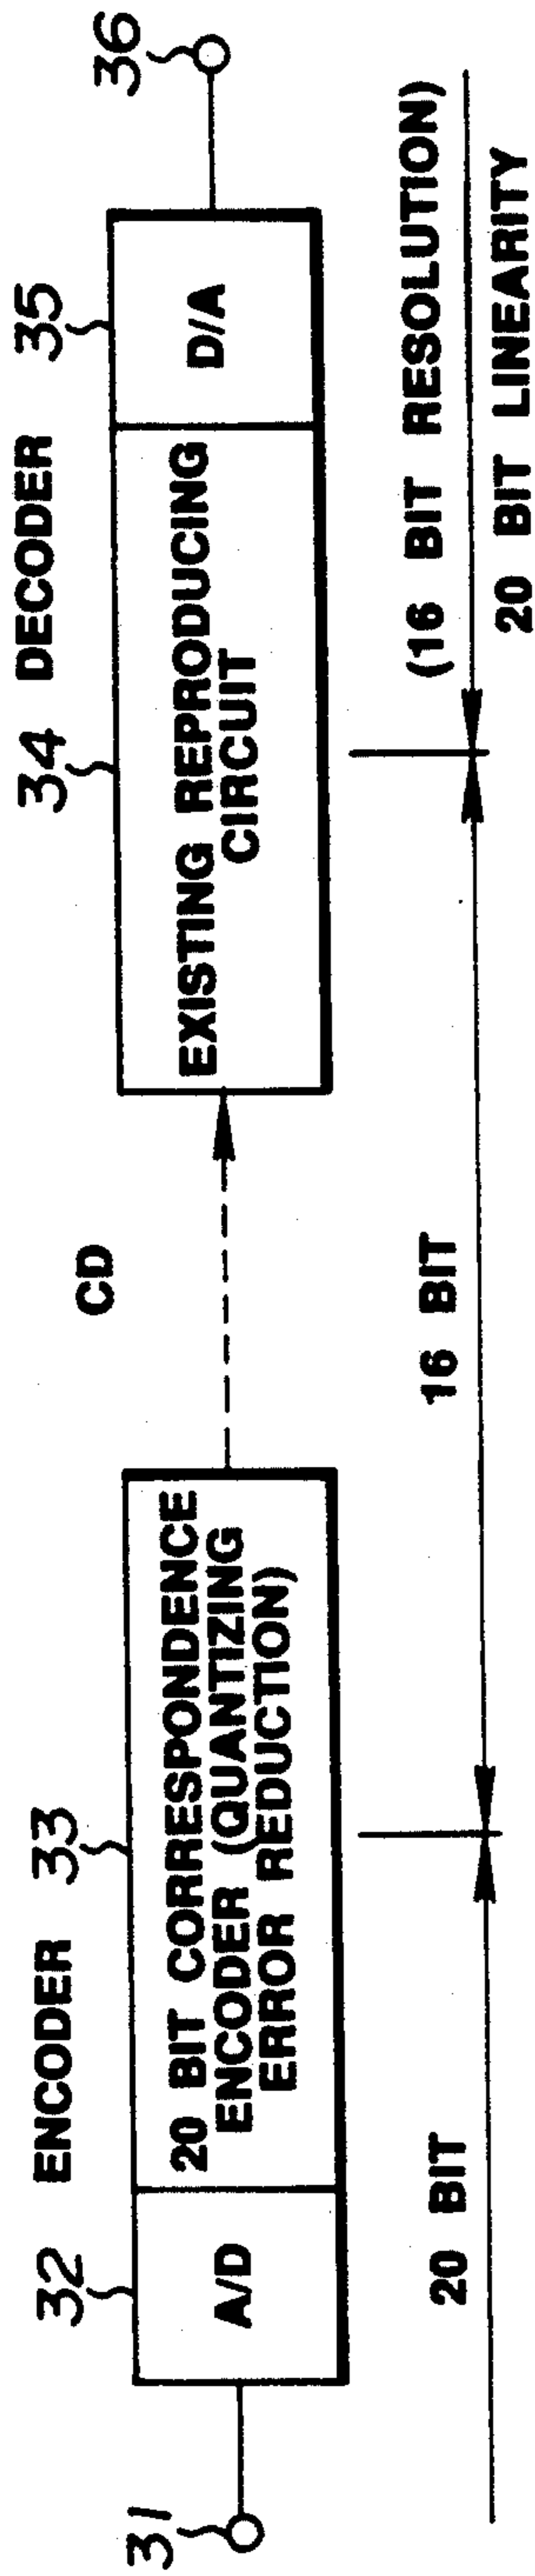 ENCODER
33
32
A/D
20 BIT CORRESPONDENCE
ENCODER (QUANTIZING
ERROR REDUCTION)
31
CD
34
DECODER
35
EXISTING REPRODUCING
CIRCUIT
D/A
36
20 BIT
16 BIT
(16 BIT RESOLUTION)
20 BIT LINEARITY